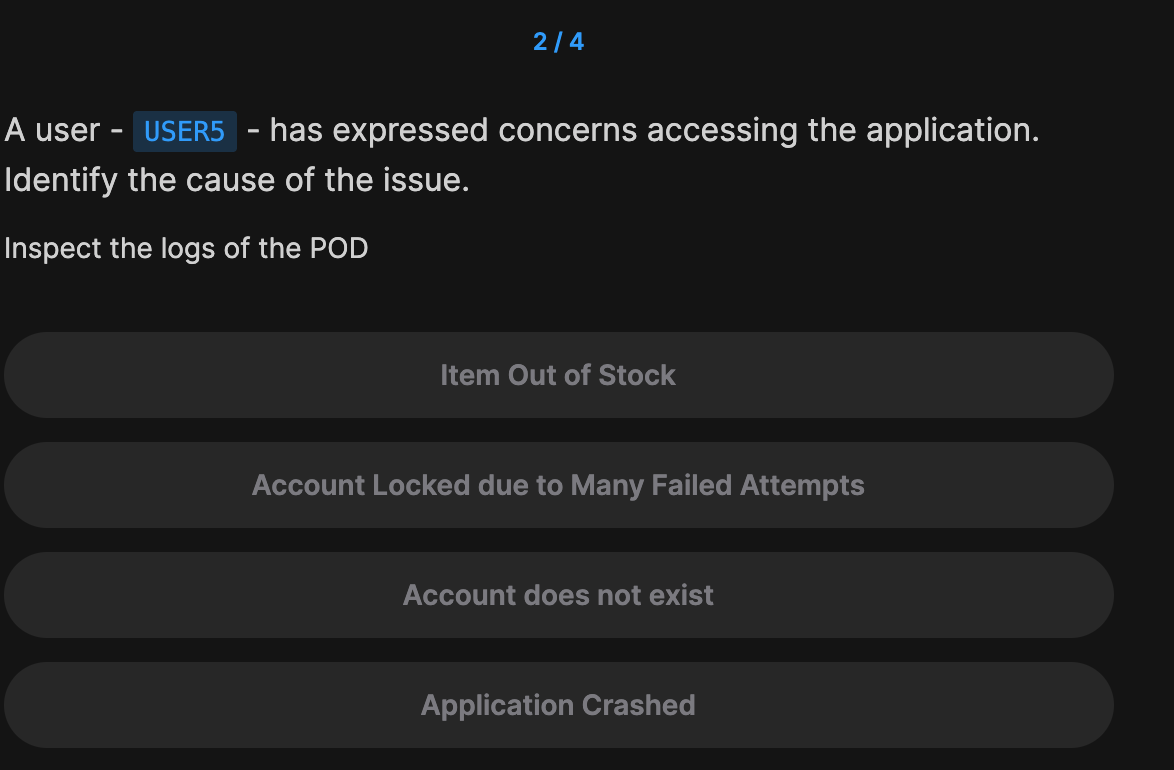 2 / 4
A user - USER5 - has expressed concerns accessing the application.
Identify the cause of the issue.
Inspect the logs of the POD
Item Out of Stock
Account Locked due to Many Failed Attempts
Account does not exist
Application Crashed